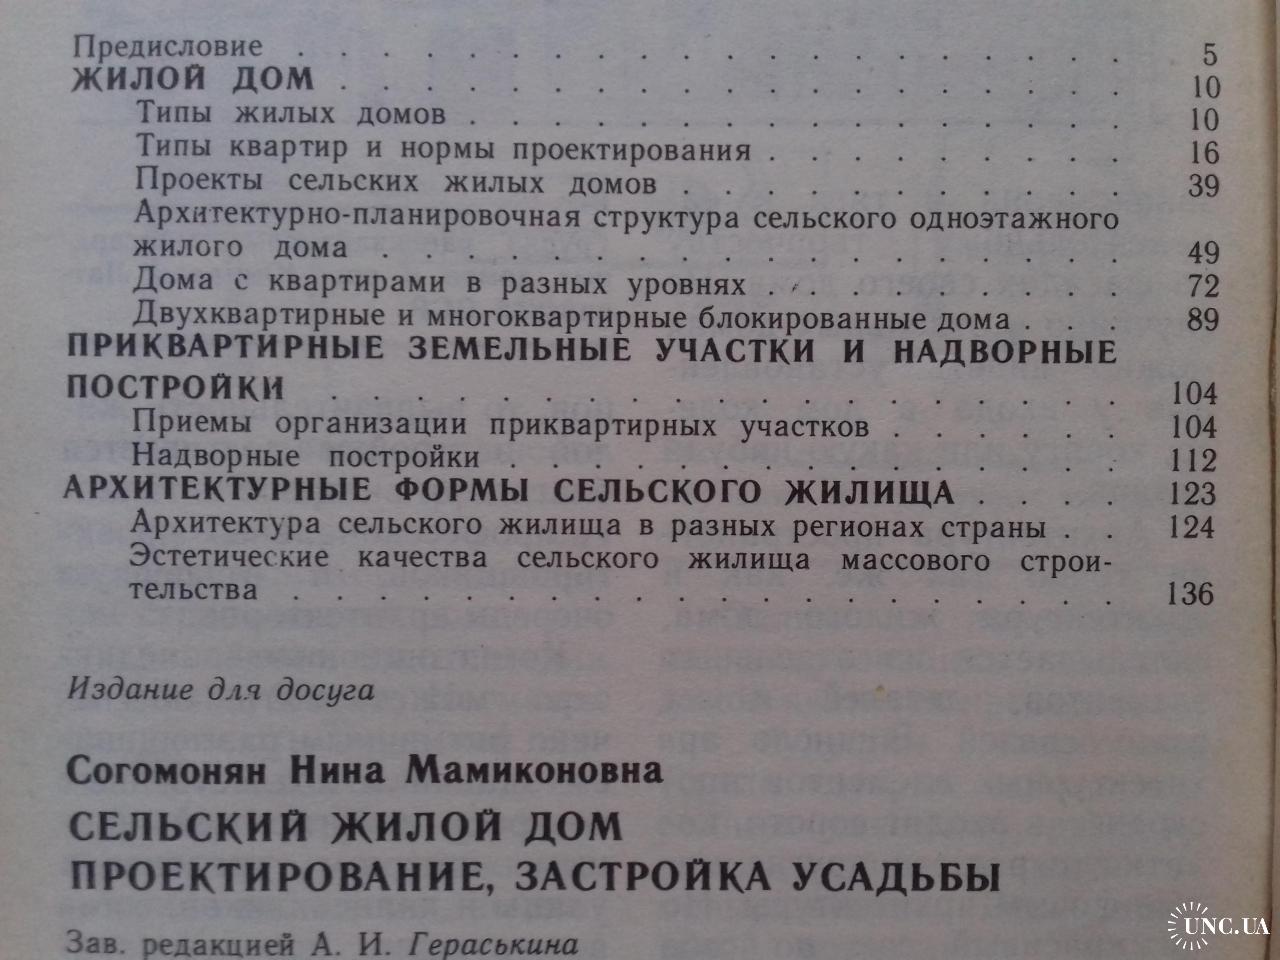 Предисловие . . . . . . . . . . . . . . . . . . . 5
ЖИЛОЙ ДОМ . . . . . . . . . . . . . . . . . . 10
Типы жилых домов . . . . . . . . . . . . . . . 10
Типы квартир и нормы проектирования . . . . . . . . 16
Проекты сельских жилых домов . . . . . . . . . . 39
Архитектурно-планировочная структура сельского одноэтажного
жилого дома . . . . . . . . . . . . . . . . . 49
Дома с квартирами в разных уровнях . . . . . . . . 72
Двухквартирные и многоквартирные блокированные дома . . . 89
ПРИКВАРТИРНЫЕ ЗЕМЕЛЬНЫЕ УЧАСТКИ И НАДВОРНЫЕ
ПОСТРОЙКИ . . . . . . . . . . . . . . . . . . 104
Приемы организации приквартирных участков . . . . . . 104
Надворные постройки . . . . . . . . . . . . . . 112
АРХИТЕКТУРНЫЕ ФОРМЫ СЕЛЬСКОГО ЖИЛИЩА . . . . 123
Архитектура сельского жилища в разных регионах страны . . 124
Эстетические качества сельского жилища массового строи-
тельства . . . . . . . . . . . . . . . . . . . 136
Издание для досуга
Согомонян Нина Мамиконовна
СЕЛЬСКИЙ ЖИЛОЙ ДОМ
ПРОЕКТИРОВАНИЕ, ЗАСТРОЙКА УСАДЬБЫ
Зав. редакцией А. И. Гераськина
UNC.UA